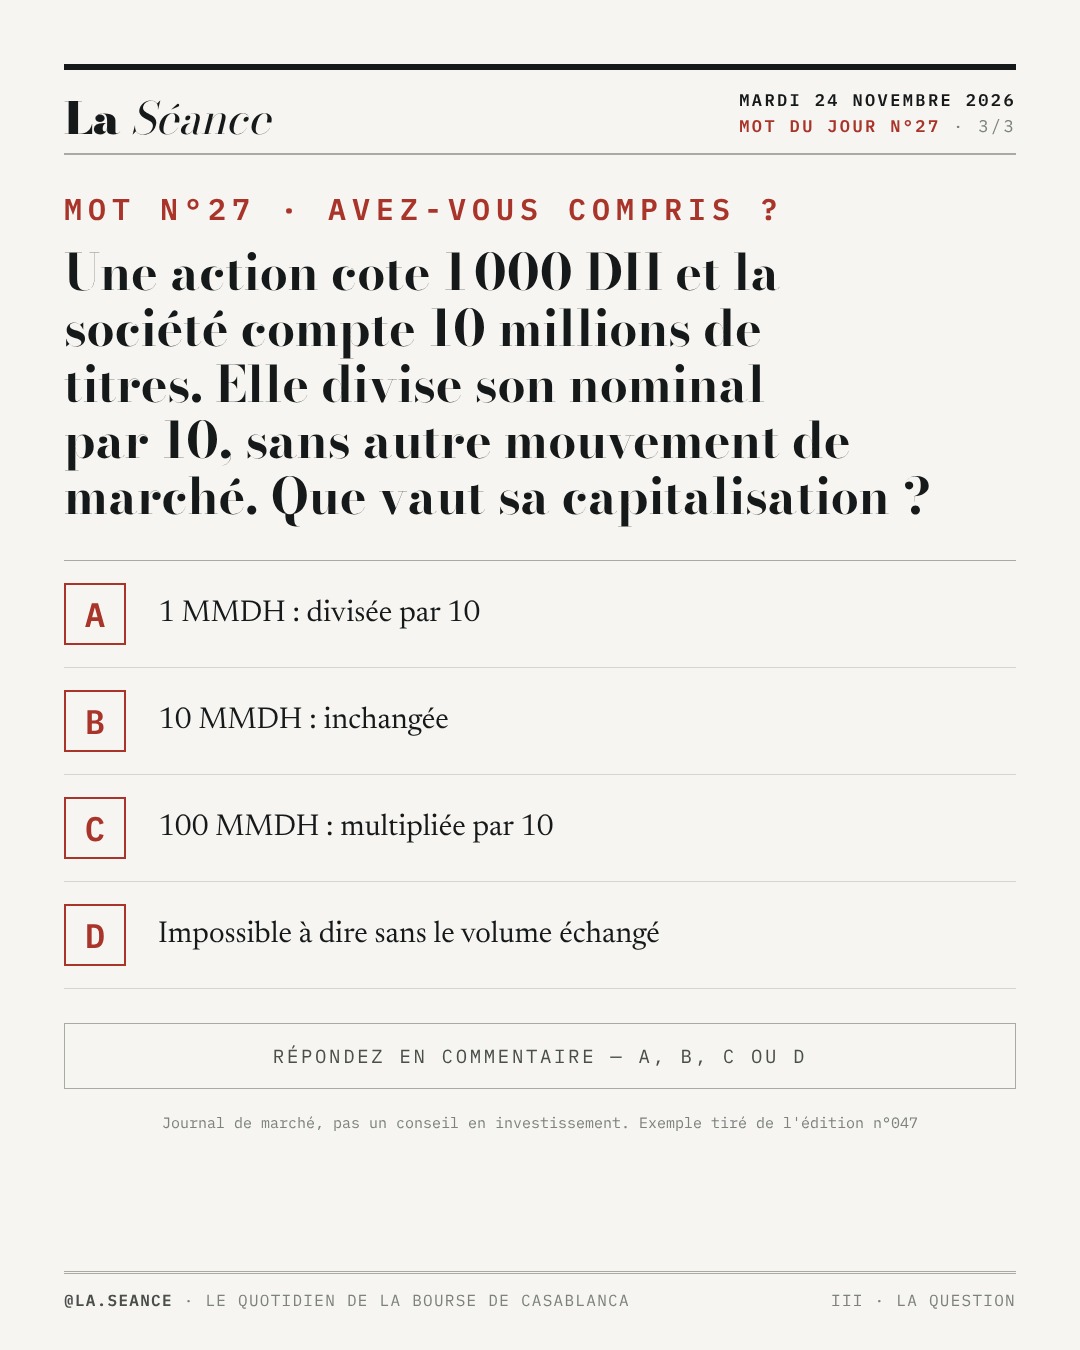 La Séance
MARDI 24 NOVEMBRE 2026
MOT DU JOUR N°27 · 3/3
MOT N°27 · AVEZ-VOUS COMPRIS ?
Une action cote 1 000 DH et la
société compte 10 millions de
titres. Elle divise son nominal
par 10, sans autre mouvement de
marché. Que vaut sa capitalisation ?
A 1 MMDH : divisée par 10
B 10 MMDH : inchangée
C 100 MMDH : multipliée par 10
D Impossible à dire sans le volume échangé
RÉPONDEZ EN COMMENTAIRE — A, B, C OU D
Journal de marché, pas un conseil en investissement. Exemple tiré de l'édition n°047
@LA.SEANCE · LE QUOTIDIEN DE LA BOURSE DE CASABLANCA
III · LA QUESTION